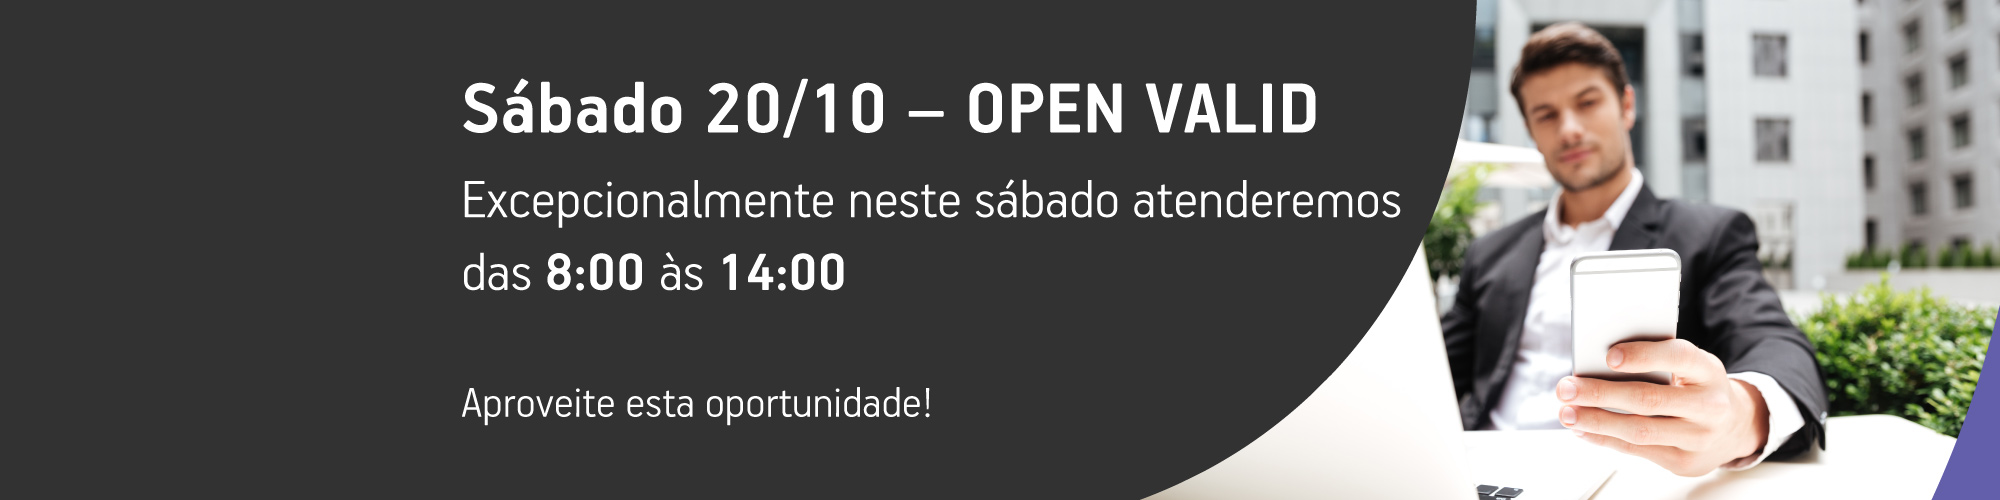 Sábado 20/10 – OPEN VALID
Excepcionalmente neste sábado atenderemos
das 8:00 às 14:00
Aproveite esta oportunidade!